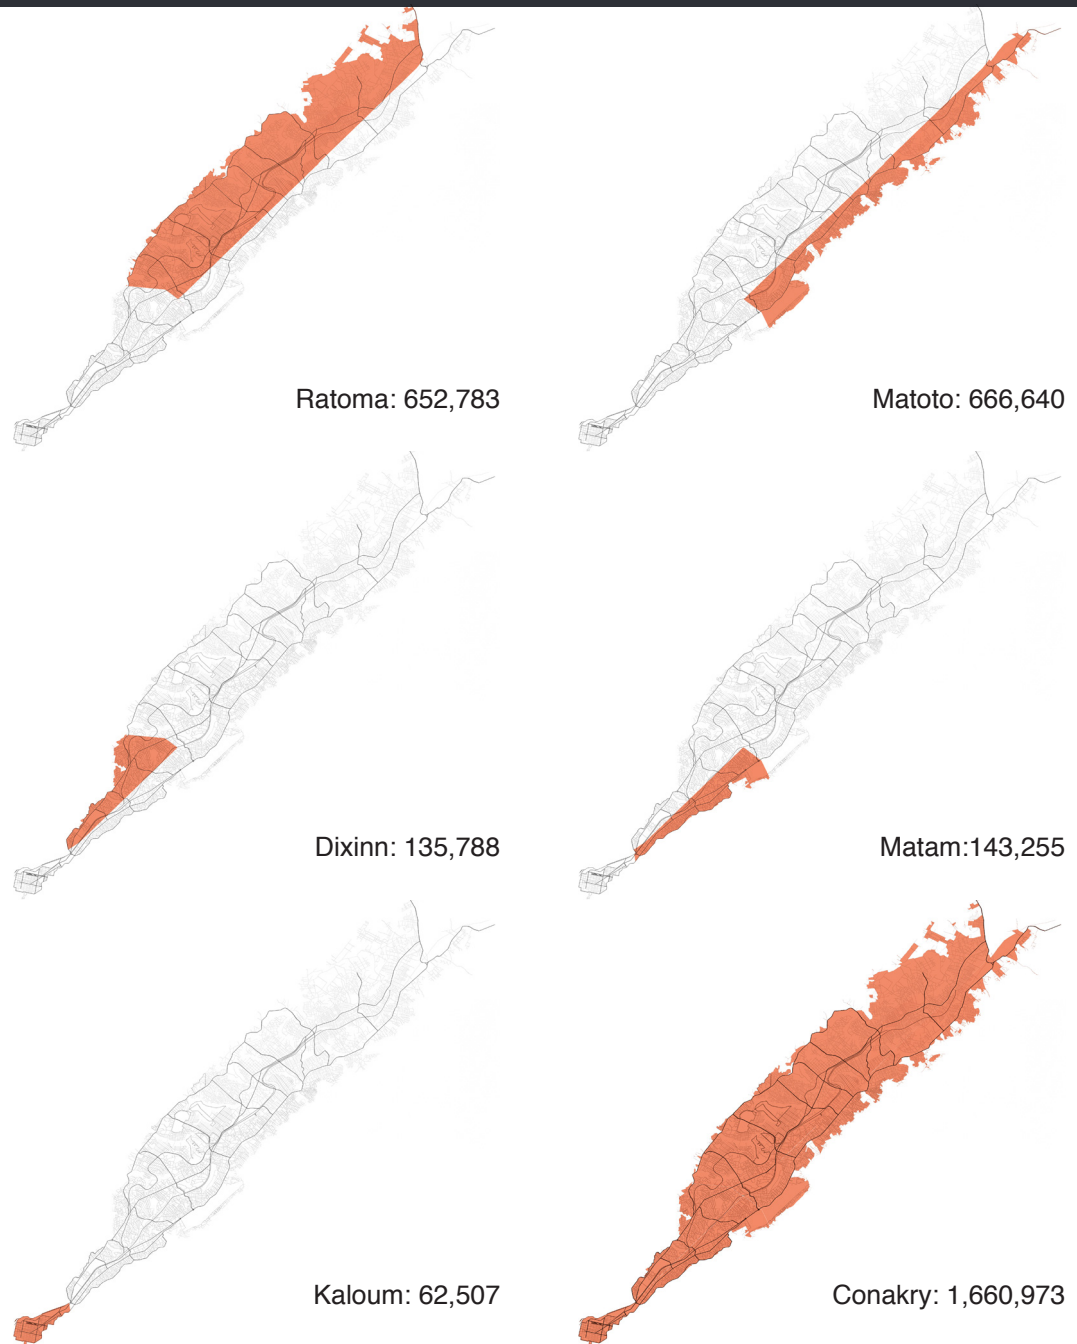 Ratoma: 652,783
Matoto: 666,640
Dixinn: 135,788
Matam:143,255
Kaloum: 62,507
Conakry: 1,660,973